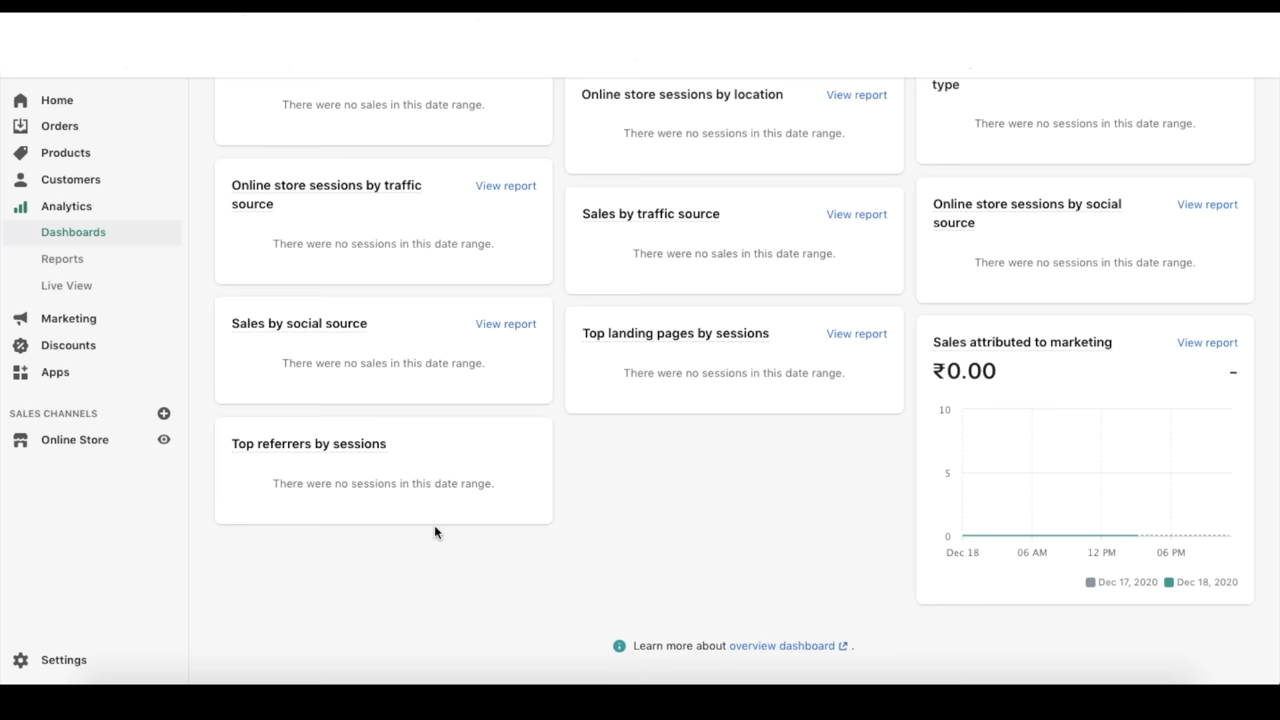 Home
Orders
Products
Customers
Analytics
Dashboards
Reports
Live View
Marketing
Discounts
Apps
SALES CHANNELS
Online Store
Settings
There were no sales in this date range.
Online store sessions by traffic
source
View report
There were no sessions in this date range.
Sales by social source
View report
There were no sales in this date range.
Top referrers by sessions
There were no sessions in this date range.
Online store sessions by location
View report
There were no sessions in this date range.
Sales by traffic source
View report
There were no sales in this date range.
Top landing pages by sessions
View report
There were no sessions in this date range.
type
There were no sessions in this date range.
Online store sessions by social
source
View report
There were no sessions in this date range.
Sales attributed to marketing
View report
₹0.00 -
10
5
0
Dec 18 06 AM 12 PM 06 PM
Dec 17, 2020 Dec 18, 2020
Learn more about overview dashboard .